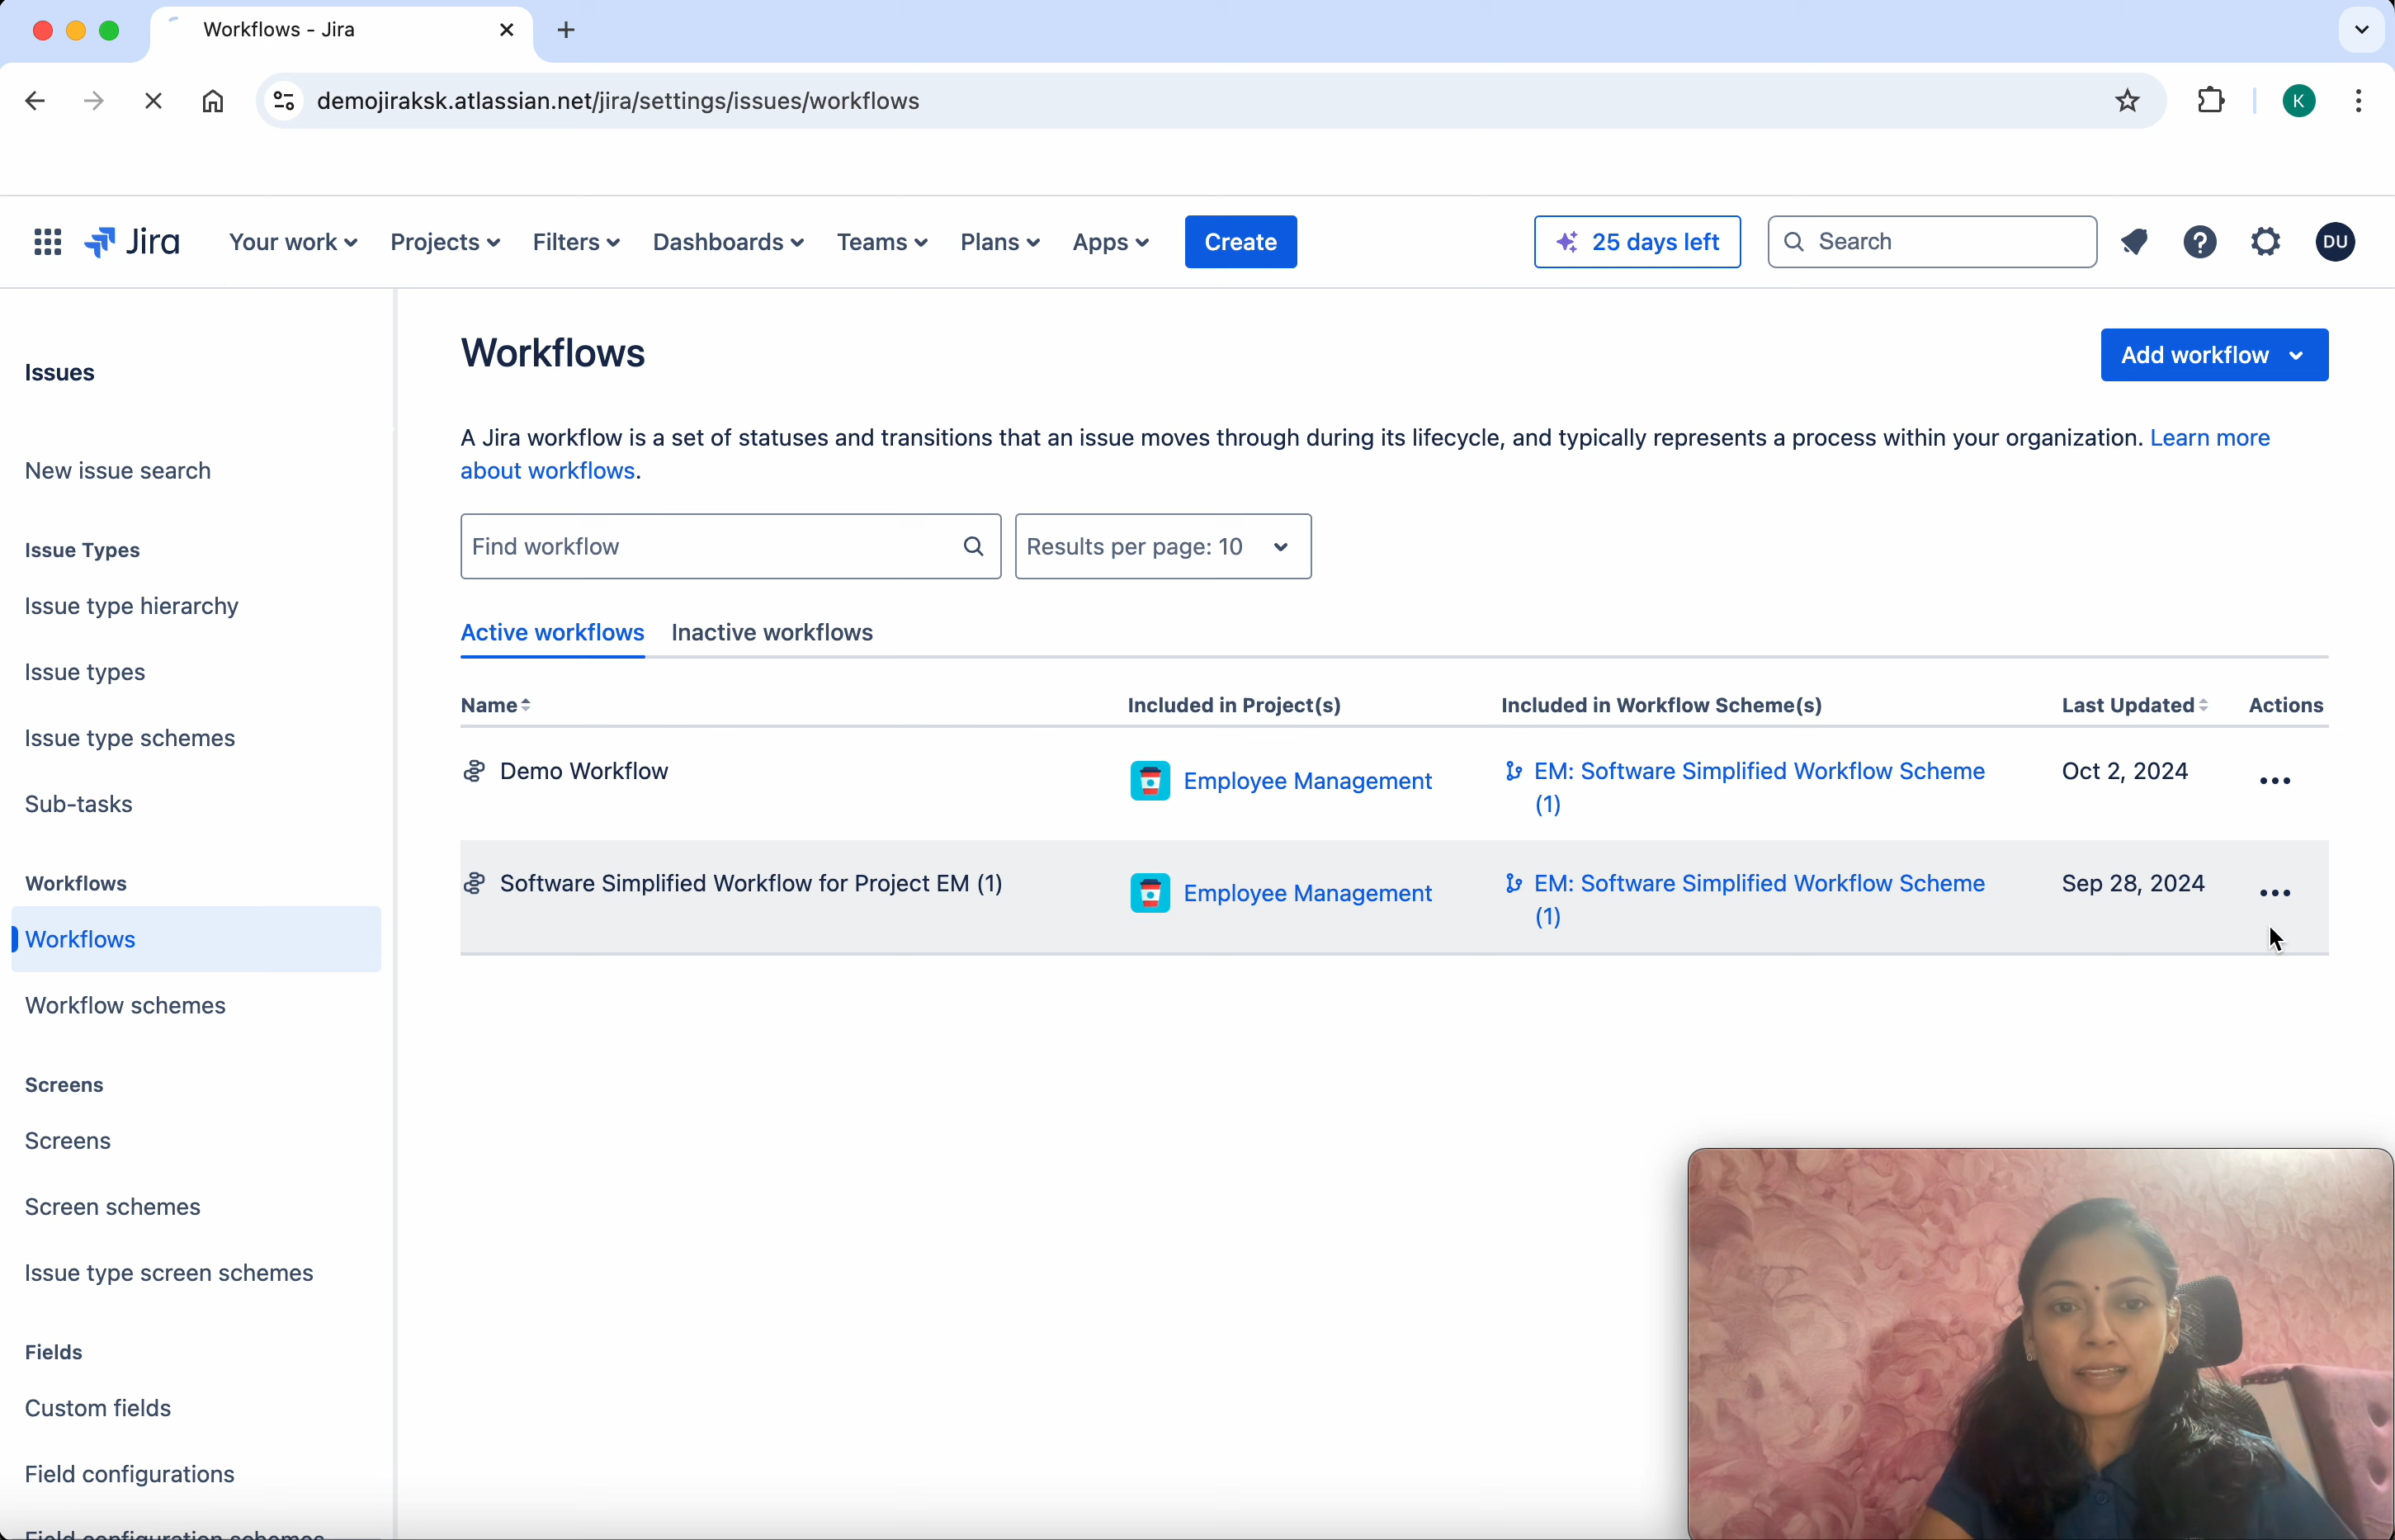 Workflows - Jira
demojiraksk.atlassian.net/jira/settings/issues/workflows
K
Jira
Your work
Projects
Filters
Dashboards
Teams
Plans
Apps
Create
25 days left
Search
DU
Issues
New issue search
Issue Types
Issue type hierarchy
Issue types
Issue type schemes
Sub-tasks
Workflows
Workflows
Workflow schemes
Screens
Screens
Screen schemes
Issue type screen schemes
Fields
Custom fields
Field configurations
Field configuration schemes
Workflows
Add workflow
A Jira workflow is a set of statuses and transitions that an issue moves through during its lifecycle, and typically represents a process within your organization. Learn more
about workflows.
Find workflow
Results per page: 10
Active workflows
Inactive workflows
Name
Included in Project(s)
Included in Workflow Scheme(s)
Last Updated
Actions
Demo Workflow
Employee Management
EM: Software Simplified Workflow Scheme
(1)
Oct 2, 2024
Software Simplified Workflow for Project EM (1)
Employee Management
EM: Software Simplified Workflow Scheme
(1)
Sep 28, 2024